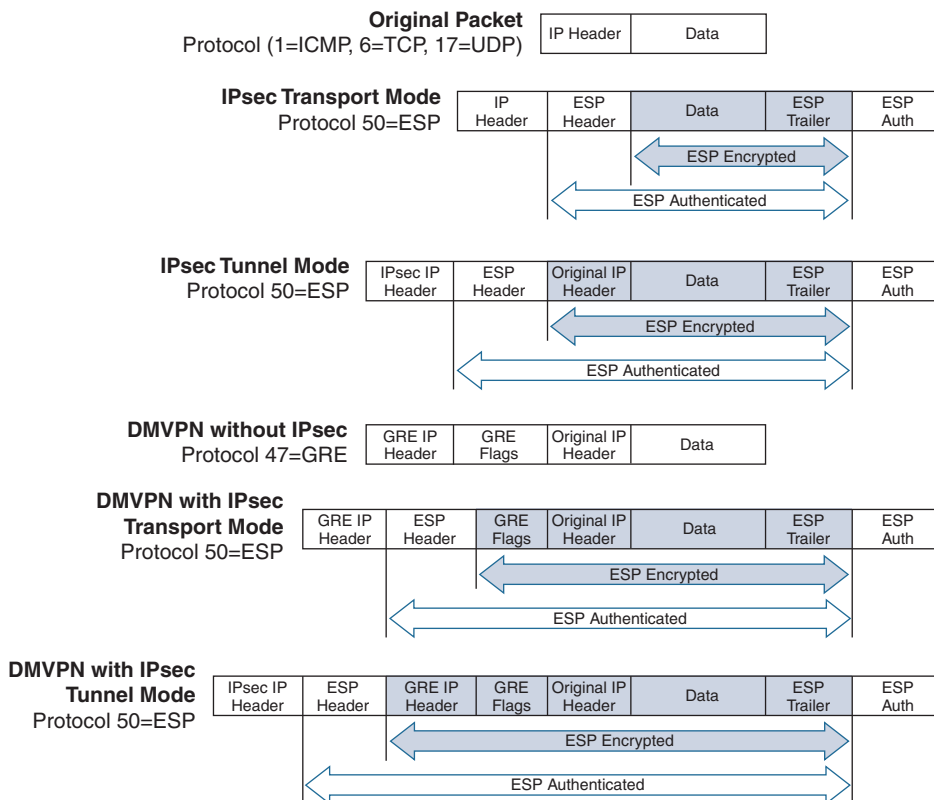 Original Packet
Protocol (1=ICMP, 6=TCP, 17=UDP)
IP Header
Data
IPsec Transport Mode
Protocol 50=ESP
IP
Header
ESP
Header
Data
ESP
Trailer
ESP
Auth
ESP Encrypted
ESP Authenticated
IPsec Tunnel Mode
Protocol 50=ESP
IPsec IP
Header
ESP
Header
Original IP
Header
Data
ESP
Trailer
ESP
Auth
ESP Encrypted
ESP Authenticated
DMVPN without IPsec
Protocol 47=GRE
GRE IP
Header
GRE
Flags
Original IP
Header
Data
DMVPN with IPsec
Transport Mode
Protocol 50=ESP
GRE IP
Header
ESP
Header
GRE
Flags
Original IP
Header
Data
ESP
Trailer
ESP
Auth
ESP Encrypted
ESP Authenticated
DMVPN with IPsec
Tunnel Mode
Protocol 50=ESP
IPsec IP
Header
ESP
Header
GRE IP
Header
GRE
Flags
Original IP
Header
Data
ESP
Trailer
ESP
Auth
ESP Encrypted
ESP Authenticated